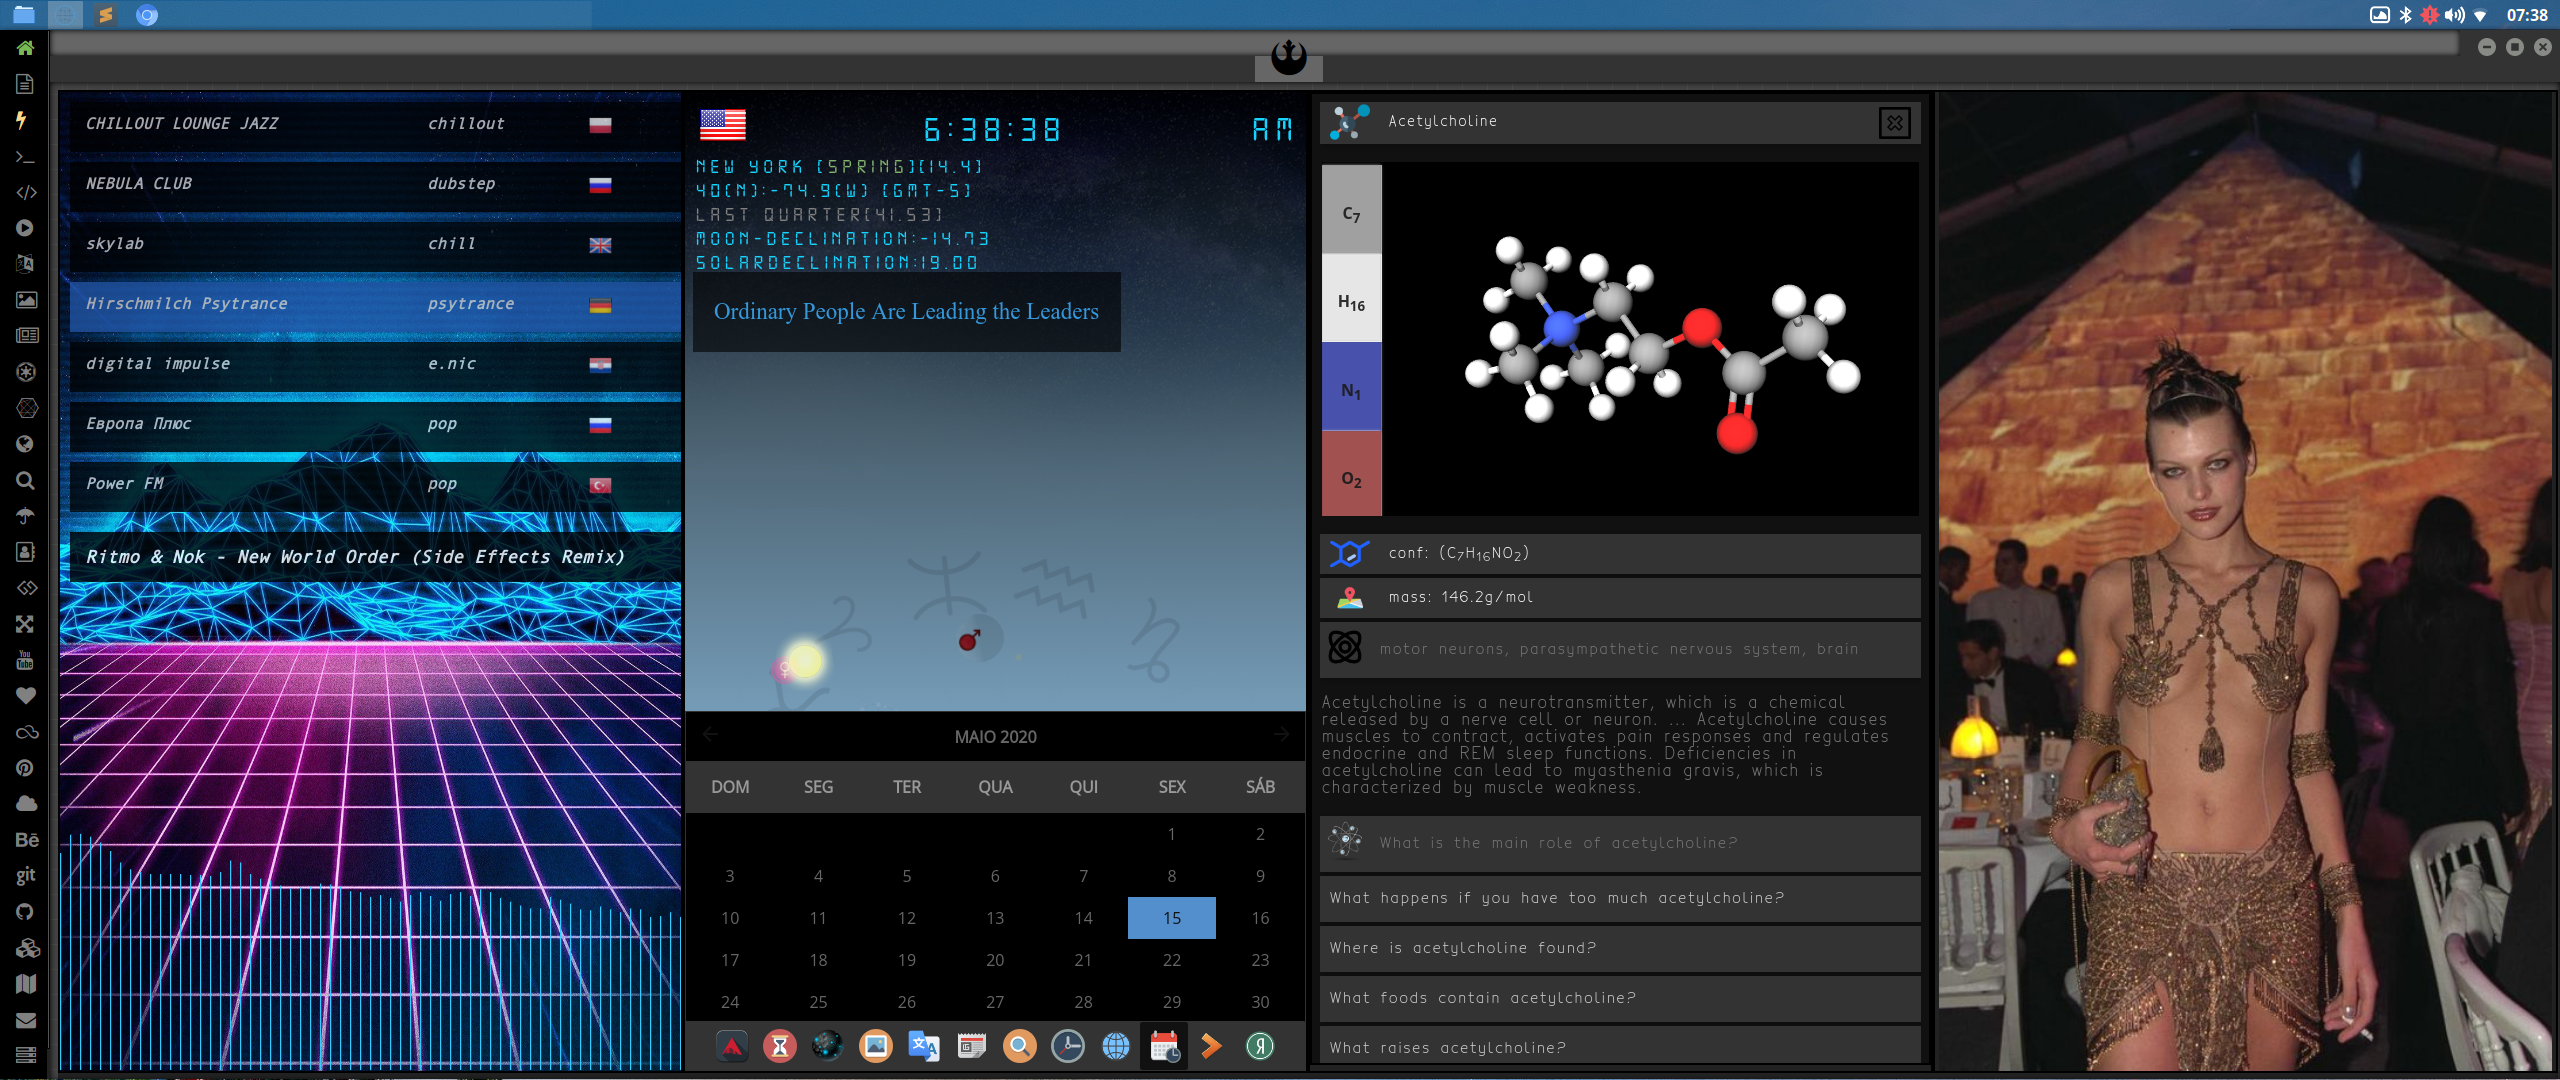 07:38
CHILLOUT LOUNGE JAZZ chillout
NEBULA CLUB dubstep
skylab chill
Hirschmilch Psytrance psytrance
digital impulse e.nic
Европа Плюс pop
Power FM pop
Ritmo & Nok - New World Order (Side Effects Remix)
You
Tube
Bē
git
6:38:38 AM
NEW YORK [SPRING][14.4]
40(N):-74.9(W) [GMT-5]
LAST QUARTER[41.53]
MOON-DECLINATION:-14.73
SOLARDECLINATION:19.00
Ordinary People Are Leading the Leaders
MAIO 2020
DOM SEG TER QUA QUI SEX SÁB
1 2
3 4 5 6 7 8 9
10 11 12 13 14 15 16
17 18 19 20 21 22 23
24 25 26 27 28 29 30
Acetylcholine
C7
H16
N1
O2
conf: (C7H16NO2)
mass: 146.2g/mol
motor neurons, parasympathetic nervous system, brain
Acetylcholine is a neurotransmitter, which is a chemical
released by a nerve cell or neuron. ... Acetylcholine causes
muscles to contract, activates pain responses and regulates
endocrine and REM sleep functions. Deficiencies in
acetylcholine can lead to myasthenia gravis, which is
characterized by muscle weakness.
What is the main role of acetylcholine?
What happens if you have too much acetylcholine?
Where is acetylcholine found?
What foods contain acetylcholine?
What raises acetylcholine?